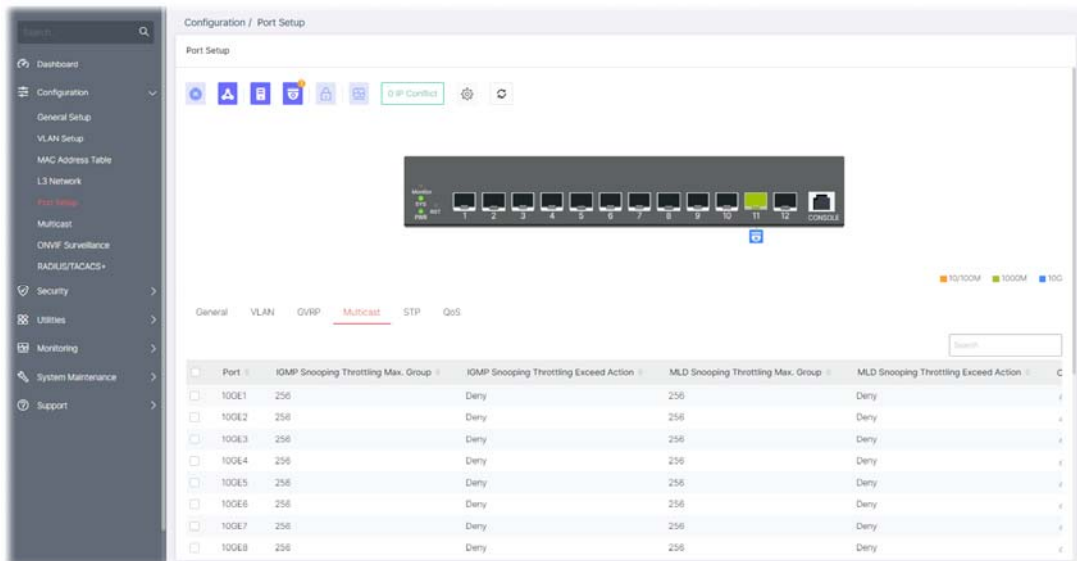 Search...
Configuration / Port Setup
Port Setup
Dashboard
Configuration
General Setup
VLAN Setup
MAC Address Table
L3 Network
Port Setup
Multicast
ONVIF Surveillance
RADIUS/TACACS+
Security
Utilities
Monitoring
System Maintenance
Support
0 IP Conflict
Monitor
SYS
RST
PWR
1 2 3 4 5 6 7 8 9 10 11 12 CONSOLE
10/100M 1000M 10G
General VLAN GVRP Multicast STP QoS
Search
Port IGMP Snooping Throttling Max. Group IGMP Snooping Throttling Exceed Action MLD Snooping Throttling Max. Group MLD Snooping Throttling Exceed Action
10GE1 256 Deny 256 Deny
10GE2 256 Deny 256 Deny
10GE3 256 Deny 256 Deny
10GE4 256 Deny 256 Deny
10GE5 256 Deny 256 Deny
10GE6 256 Deny 256 Deny
10GE7 256 Deny 256 Deny
10GE8 256 Deny 256 Deny